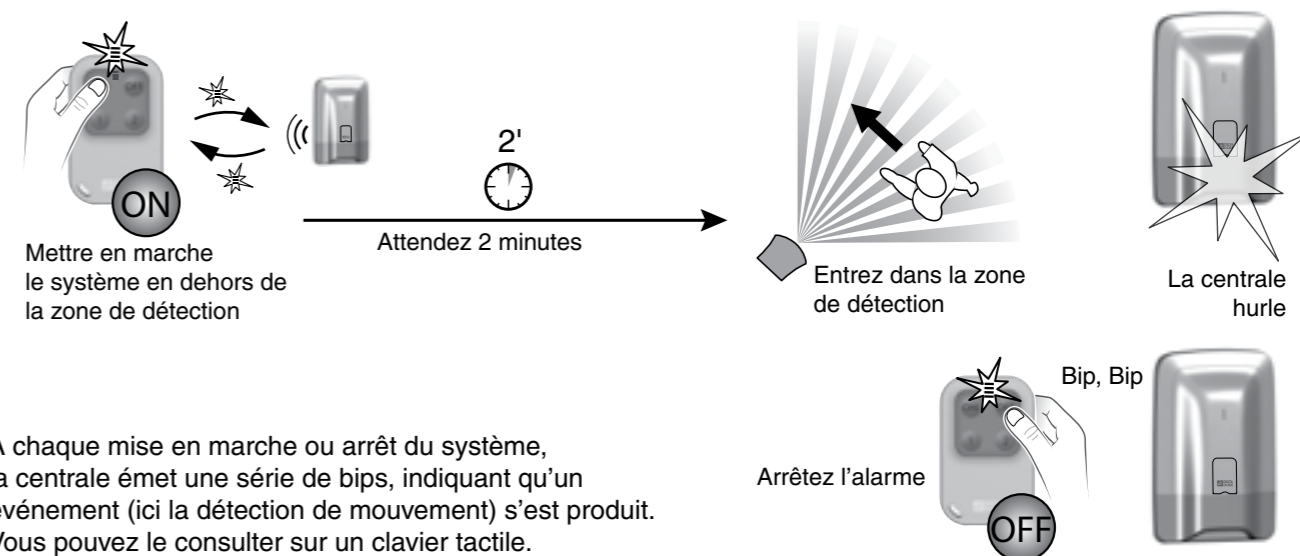 ON
Mettre en marche
le système en dehors de
la zone de détection
2'
Attendez 2 minutes
Entrez dans la zone
de détection
La centrale
hurle
Bip, Bip
Arrêtez l'alarme
OFF
A chaque mise en marche ou arrêt du système,
la centrale émet une série de bips, indiquant qu'un
événement (ici la détection de mouvement) s'est produit.
Vous pouvez le consulter sur un clavier tactile.